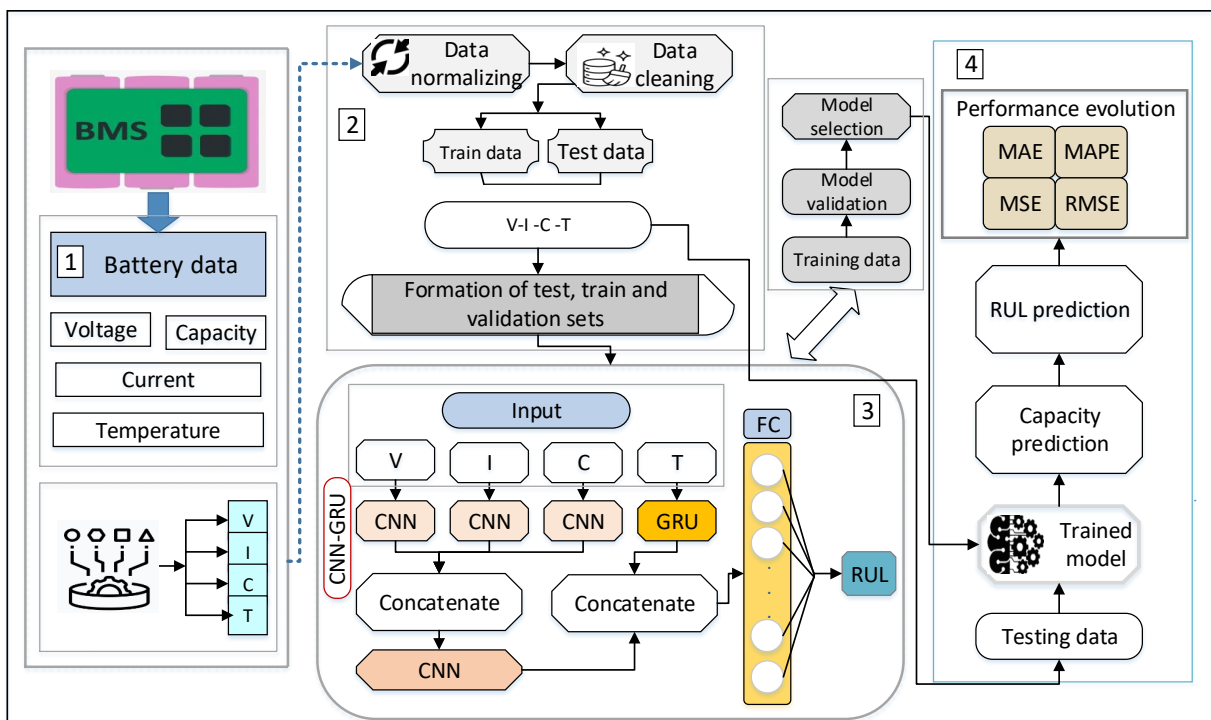 BMS
1
Battery data
Voltage
Capacity
Current
Temperature
V
I
C
T
Data
normalizing
Data
cleaning
2
Train data
Test data
V-I -C -T
Formation of test, train and
validation sets
Model
selection
Model
validation
Training data
3
Input
V
I
C
T
CNN-GRU
CNN
CNN
CNN
GRU
Concatenate
Concatenate
CNN
FC
RUL
4
Performance evolution
MAE
MAPE
MSE
RMSE
RUL prediction
Capacity
prediction
Trained
model
Testing data